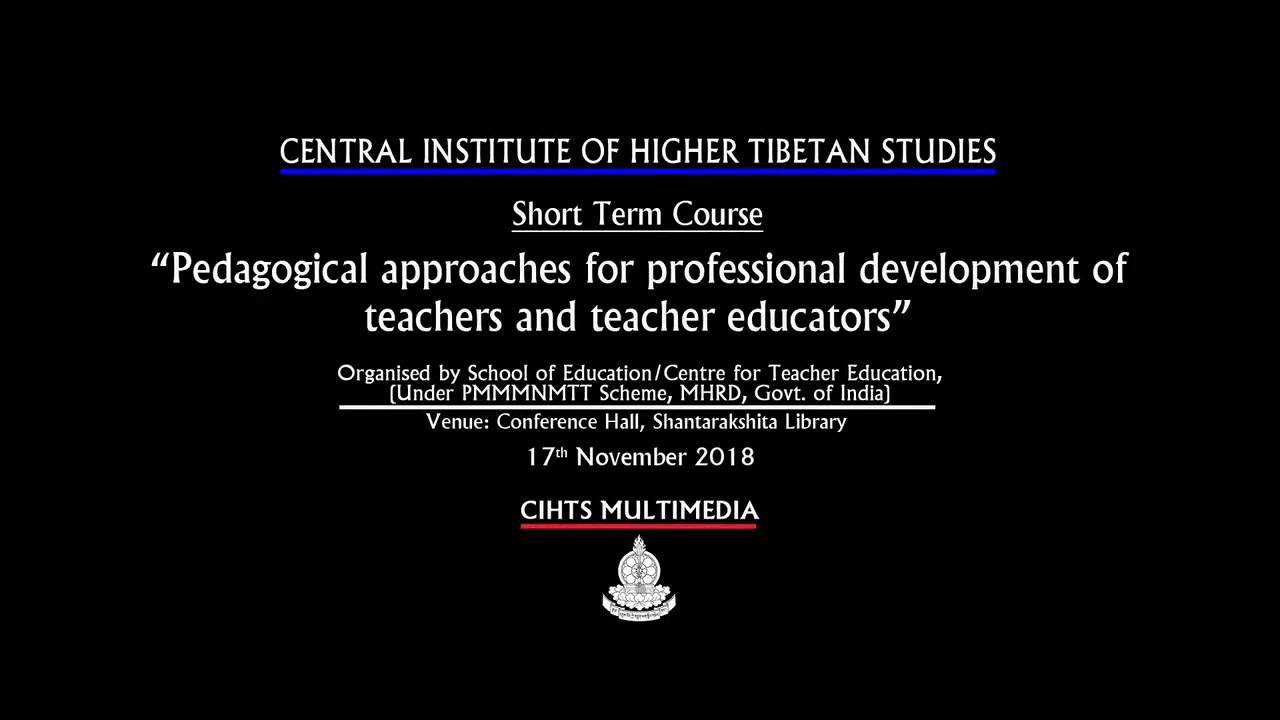 CENTRAL INSTITUTE OF HIGHER TIBETAN STUDIES
Short Term Course
“Pedagogical approaches for professional development of
teachers and teacher educators”
Organised by School of Education/Centre for Teacher Education,
(Under PMMMNMTT Scheme, MHRD, Govt. of India)
Venue: Conference Hall, Shantarakshita Library
17th November 2018
CIHTS MULTIMEDIA